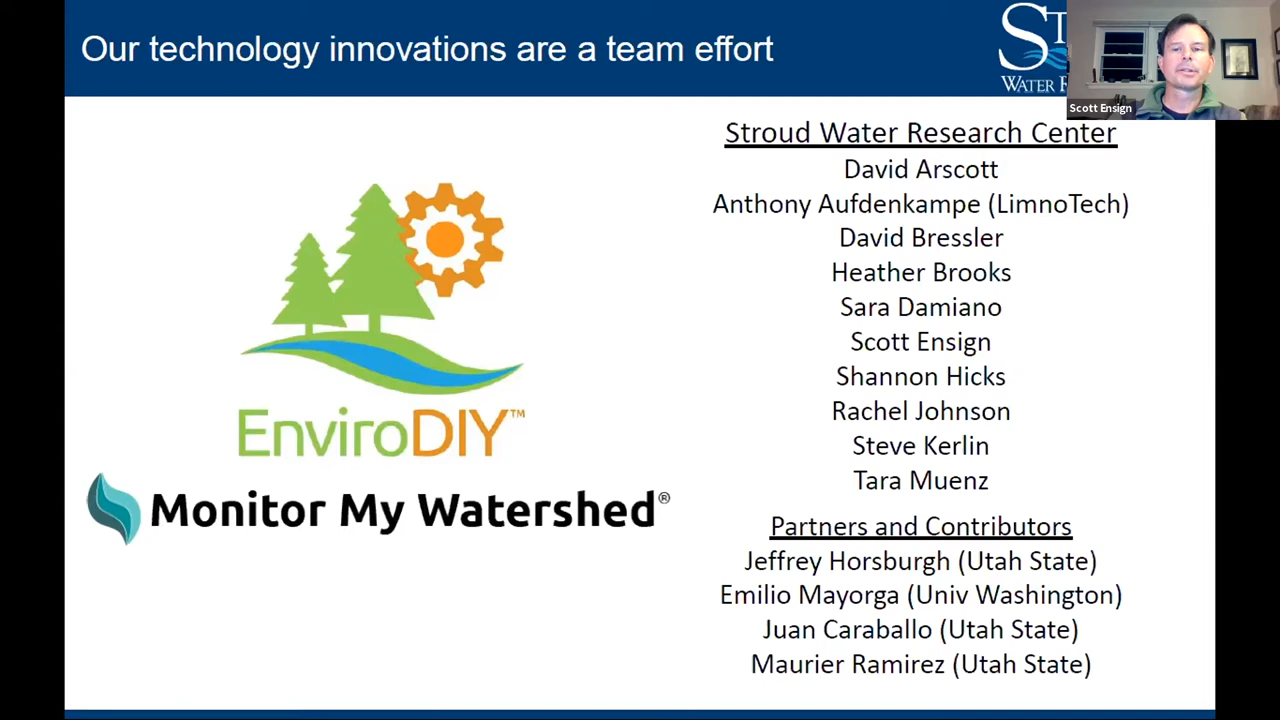 Our technology innovations are a team effort
ST
WATER R
Scott Ensign
Stroud Water Research Center
David Arscott
Anthony Aufdenkampe (LimnoTech)
David Bressler
Heather Brooks
Sara Damiano
Scott Ensign
Shannon Hicks
Rachel Johnson
Steve Kerlin
Tara Muenz
Partners and Contributors
Jeffrey Horsburgh (Utah State)
Emilio Mayorga (Univ Washington)
Juan Caraballo (Utah State)
Maurier Ramirez (Utah State)
EnviroDIY™
Monitor My Watershed®